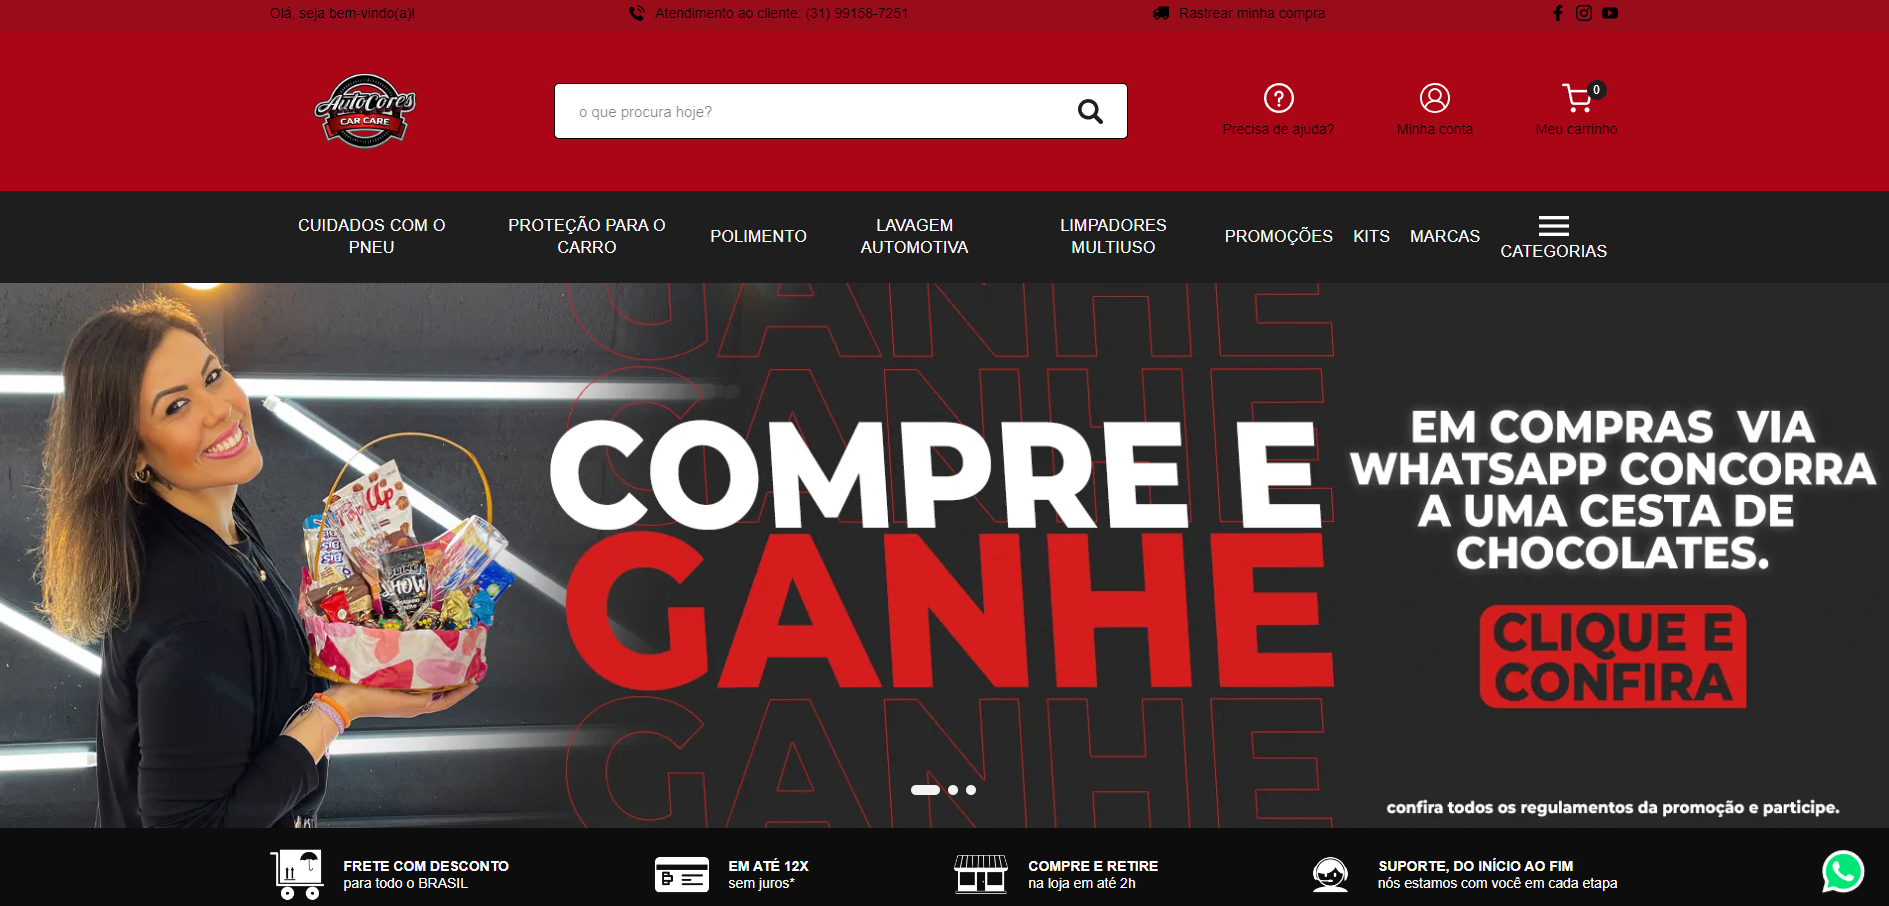 Olá, seja bem-vindo(a)!
Atendimento ao cliente: (31) 99158-7251
Rastrear minha compra
AutoCores
CAR CARE
o que procura hoje?
Precisa de ajuda?
Minha conta
0
Meu carrinho
CUIDADOS COM O
PNEU
PROTEÇÃO PARA O
CARRO
POLIMENTO
LAVAGEM
AUTOMOTIVA
LIMPADORES
MULTIUSO
PROMOÇÕES
KITS
MARCAS
CATEGORIAS
GANHE
GANHE
COMPRE E
GANHE
GANHE
Up
SHOW
EM COMPRAS VIA
WHATSAPP CONCORRA
A UMA CESTA DE
CHOCOLATES.
CLIQUE E
CONFIRA
confira todos os regulamentos da promoção e participe.
FRETE COM DESCONTO
para todo o BRASIL
EM ATÉ 12X
sem juros*
COMPRE E RETIRE
na loja em até 2h
SUPORTE, DO INÍCIO AO FIM
nós estamos com você em cada etapa